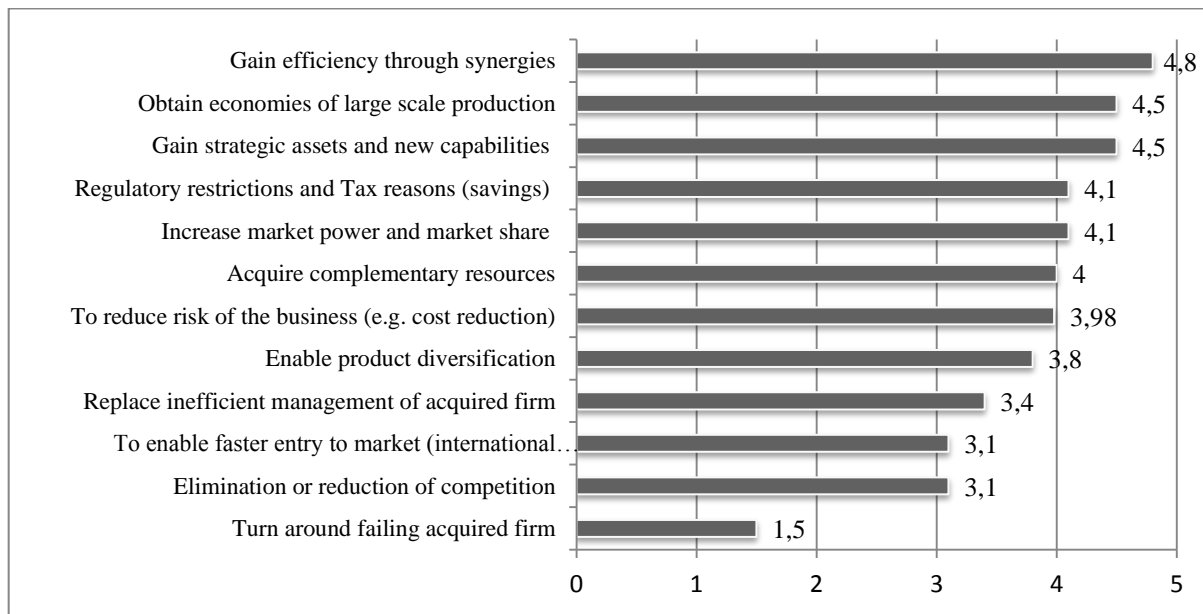 Gain efficiency through synergies 4,8
Obtain economies of large scale production 4,5
Gain strategic assets and new capabilities 4,5
Regulatory restrictions and Tax reasons (savings) 4,1
Increase market power and market share 4,1
Acquire complementary resources 4
To reduce risk of the business (e.g. cost reduction) 3,98
Enable product diversification 3,8
Replace inefficient management of acquired firm 3,4
To enable faster entry to market (international… 3,1
Elimination or reduction of competition 3,1
Turn around failing acquired firm 1,5
0 1 2 3 4 5